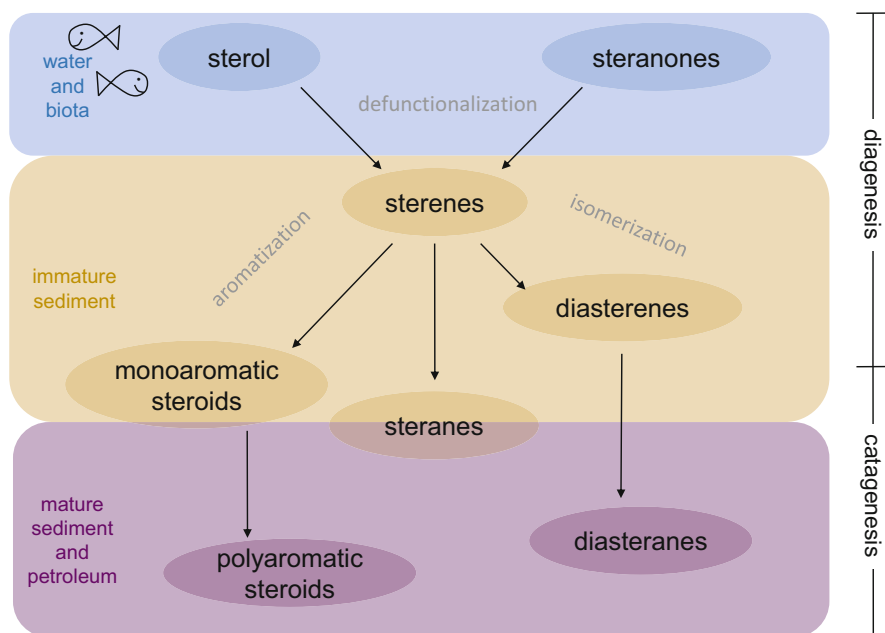 sterol
steranones
water
and
biota
defunctionalization
sterenes
aromatization
isomerization
immature
sediment
diasterenes
monoaromatic
steroids
steranes
mature
sediment
and
petroleum
polyaromatic
steroids
diasteranes
diagenesis
catagenesis